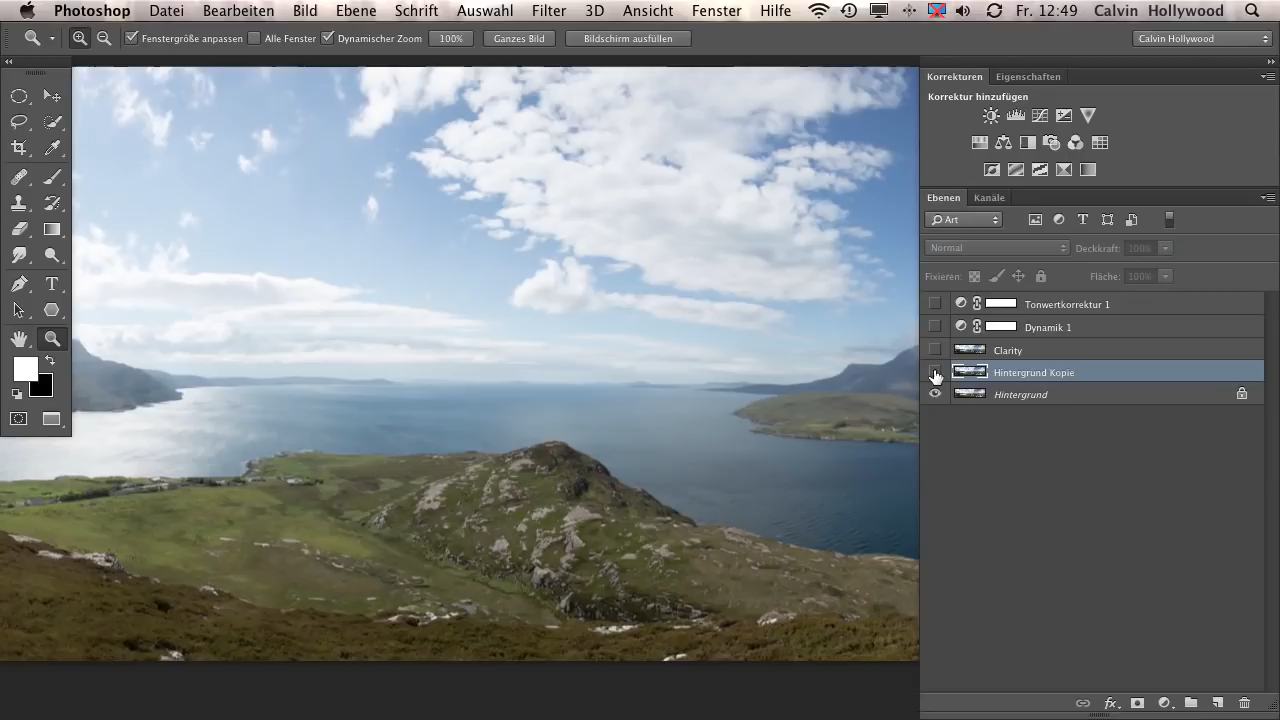 Photoshop Datei Bearbeiten Bild Ebene Schrift Auswahl Filter 3D Ansicht Fenster Hilfe Fr. 12:49 Calvin Hollywood
Fenstergröße anpassen Alle Fenster Dynamischer Zoom 100% Ganzes Bild Bildschirm ausfüllen Calvin Hollywood
Korrekturen Eigenschaften
Korrektur hinzufügen
Ebenen Kanäle
Art T
Normal Deckkraft: 100%
Fixieren: Fläche: 100%
Tonwertkorrektur 1
Dynamik 1
Clarity
Hintergrund Kopie
Hintergrund
fx